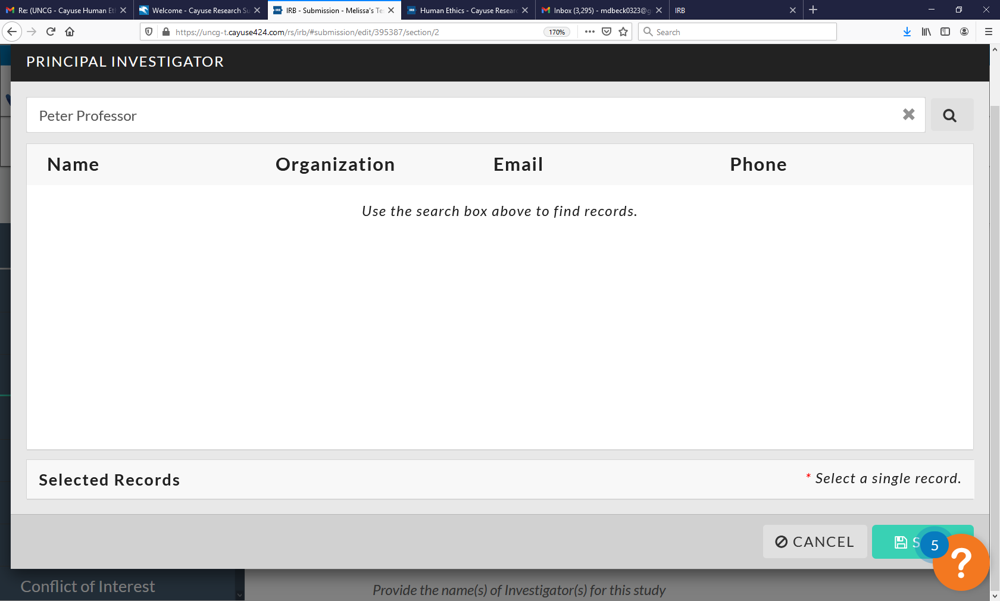 Re: (UNCG - Cayuse Human Et
Welcome - Cayuse Research Su
IRB - Submission - Melissa's Te
Human Ethics - Cayuse Researc
Inbox (3,295) - mdbeck0323@g
IRB
https://uncg-t.cayuse424.com/rs/irb/#submission/edit/395387/section/2
170%
Search
PRINCIPAL INVESTIGATOR
Peter Professor
Name Organization Email Phone
Use the search box above to find records.
Selected Records
* Select a single record.
CANCEL
S
5
?
Conflict of Interest
Provide the name(s) of Investigator(s) for this study